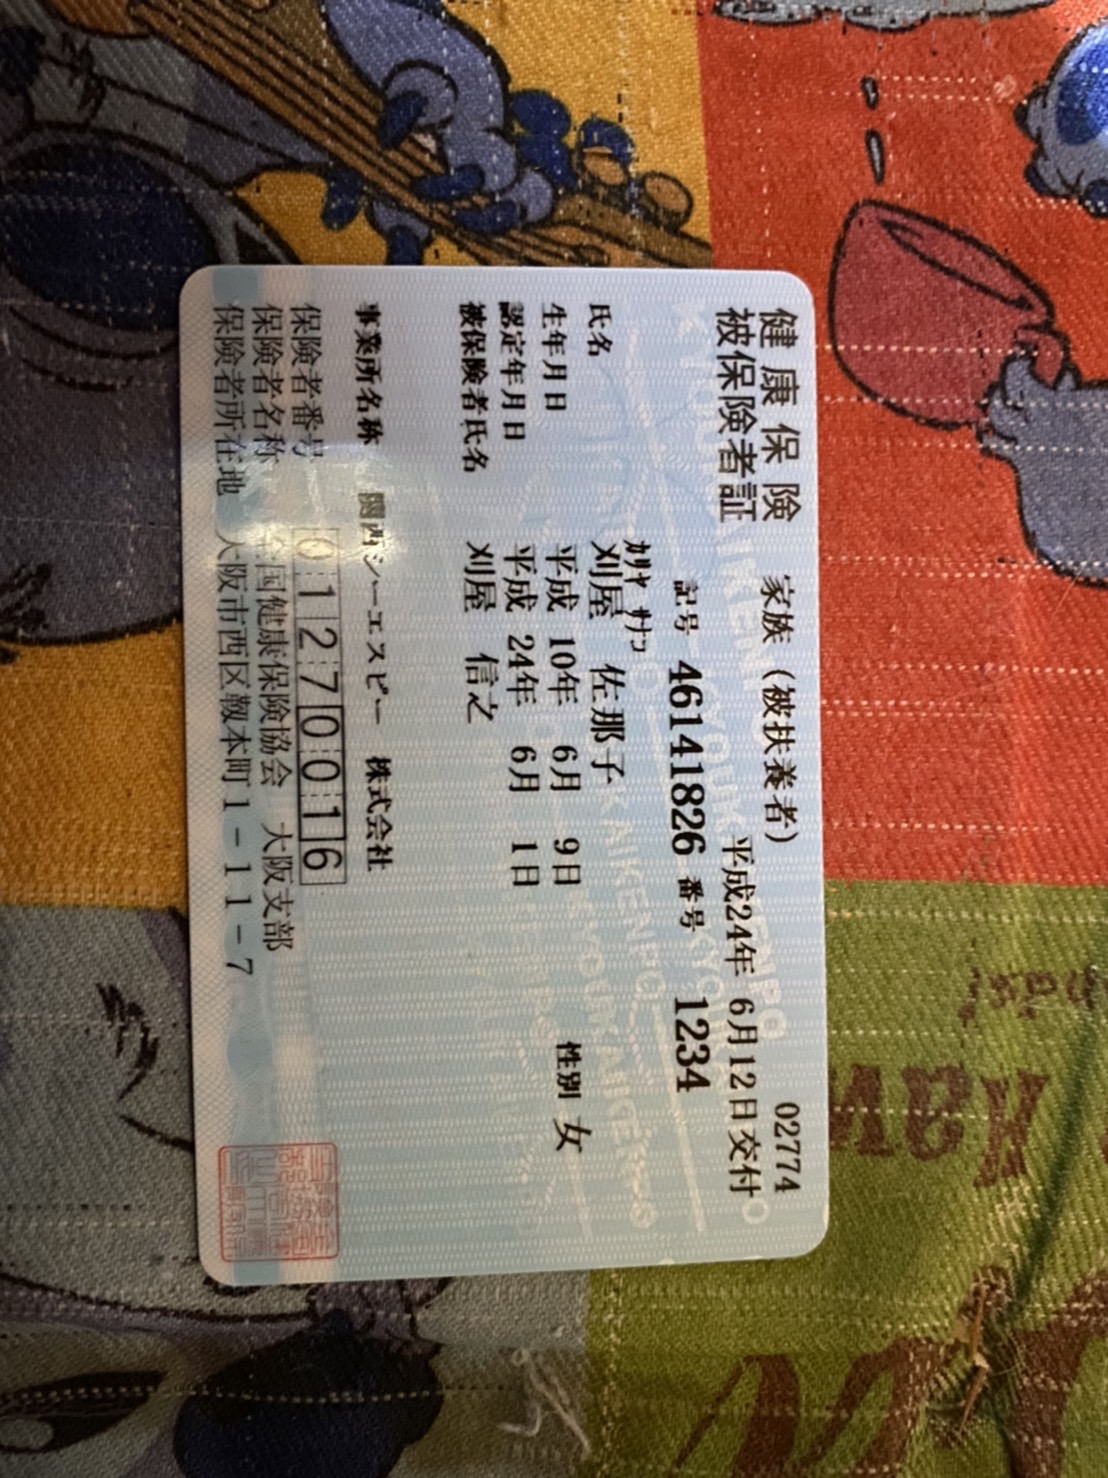 健康保険
被保険者証
家族（被扶養者）
02774
平成24年 6月12日交付
記号 46141826 番号 1234
ｶﾘﾔ ｻﾅｺ
氏名 刈屋 佐那子
生年月日 平成 10年 6月 9日 性別 女
認定年月日 平成 24年 6月 1日
被保険者氏名 刈屋 信之
事業所名称 関西シーエスピー 株式会社
保険者番号 01270016
保険者名称 全国健康保険協会 大阪支部
保険者所在地 大阪市西区靱本町1-11-7